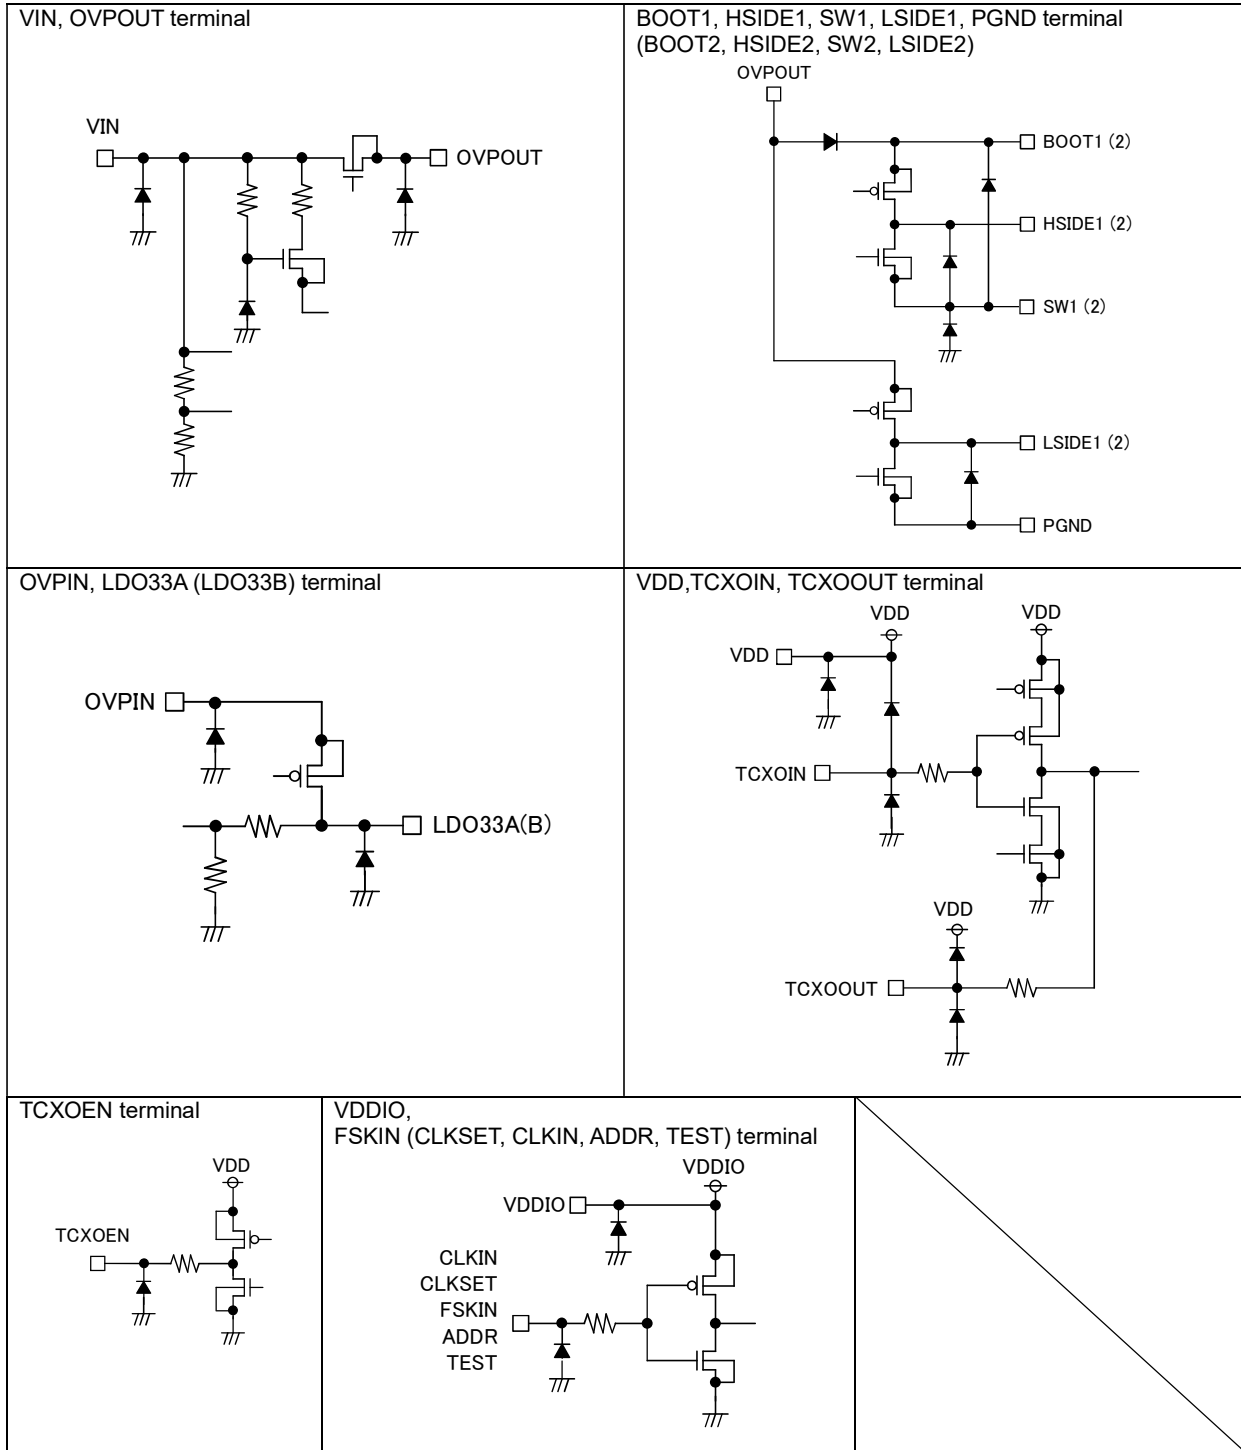 VIN, OVPOUT terminal
VIN
OVPOUT
BOOT1, HSIDE1, SW1, LSIDE1, PGND terminal
(BOOT2, HSIDE2, SW2, LSIDE2)
OVPOUT
BOOT1 (2)
HSIDE1 (2)
SW1 (2)
LSIDE1 (2)
PGND
OVPIN, LDO33A (LDO33B) terminal
OVPIN
LDO33A(B)
VDD,TCXOIN, TCXOOUT terminal
VDD
VDD
VDD
TCXOIN
VDD
TCXOOUT
TCXOEN terminal
VDD
TCXOEN
VDDIO,
FSKIN (CLKSET, CLKIN, ADDR, TEST) terminal
VDDIO
VDDIO
CLKIN
CLKSET
FSKIN
ADDR
TEST